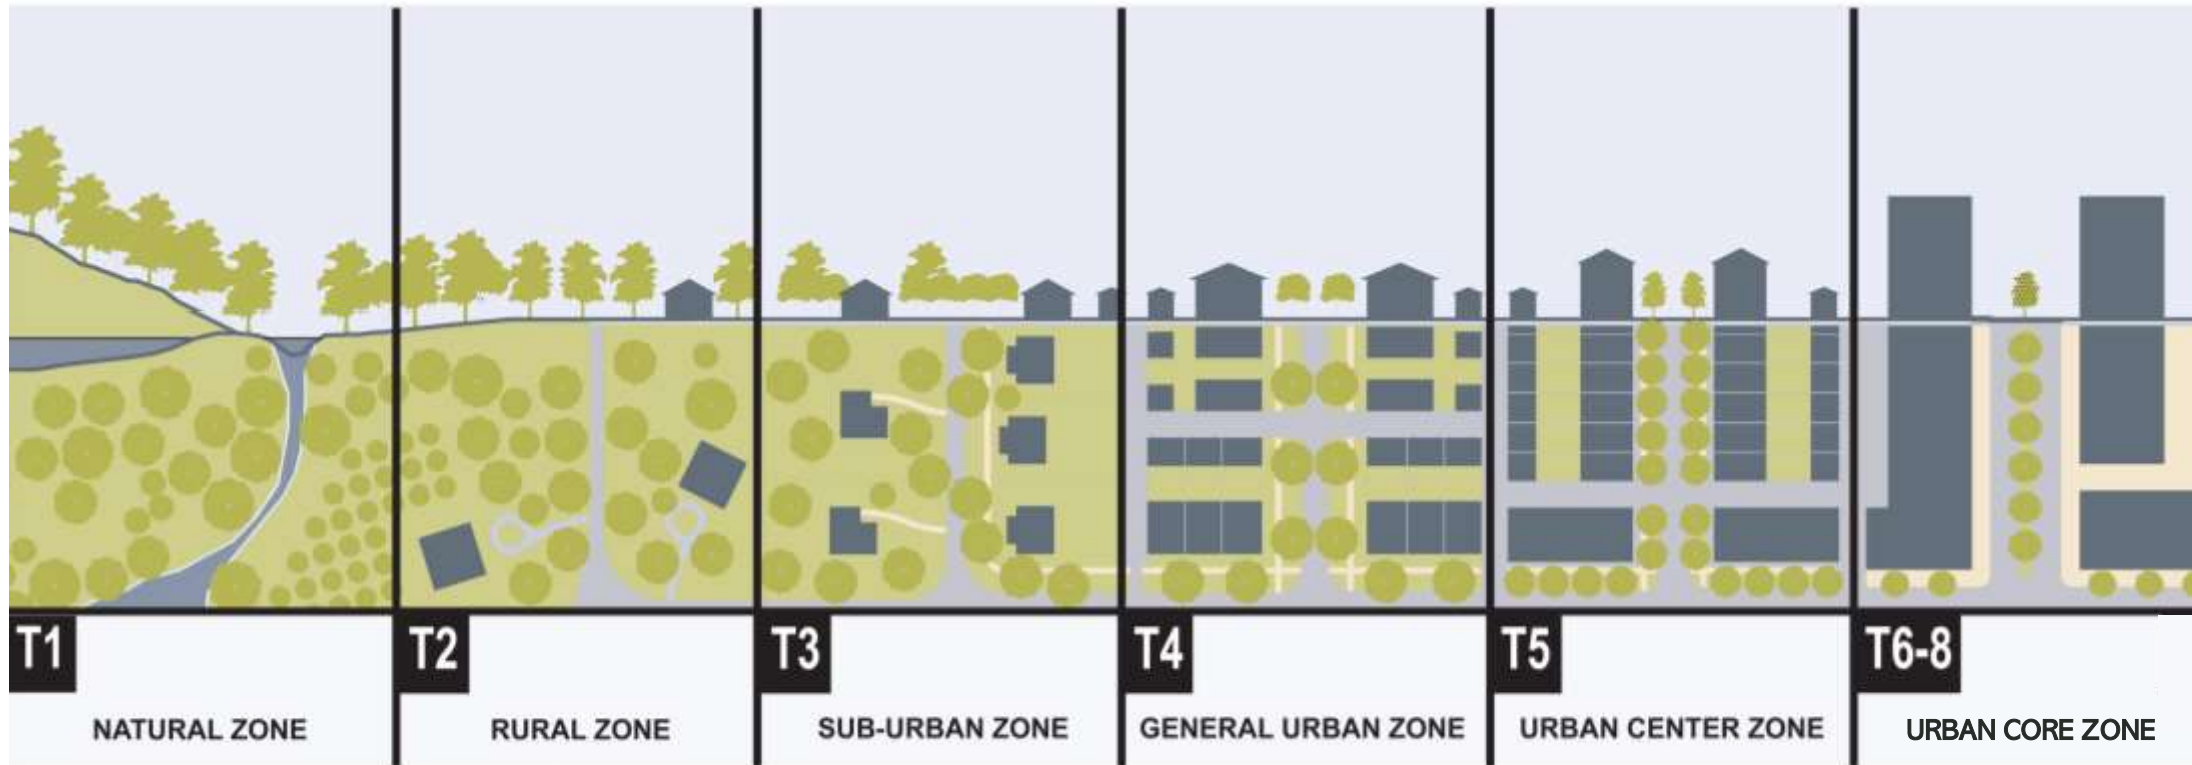 T1
NATURAL ZONE
T2
RURAL ZONE
T3
SUB-URBAN ZONE
T4
GENERAL URBAN ZONE
T5
URBAN CENTER ZONE
T6-8
URBAN CORE ZONE